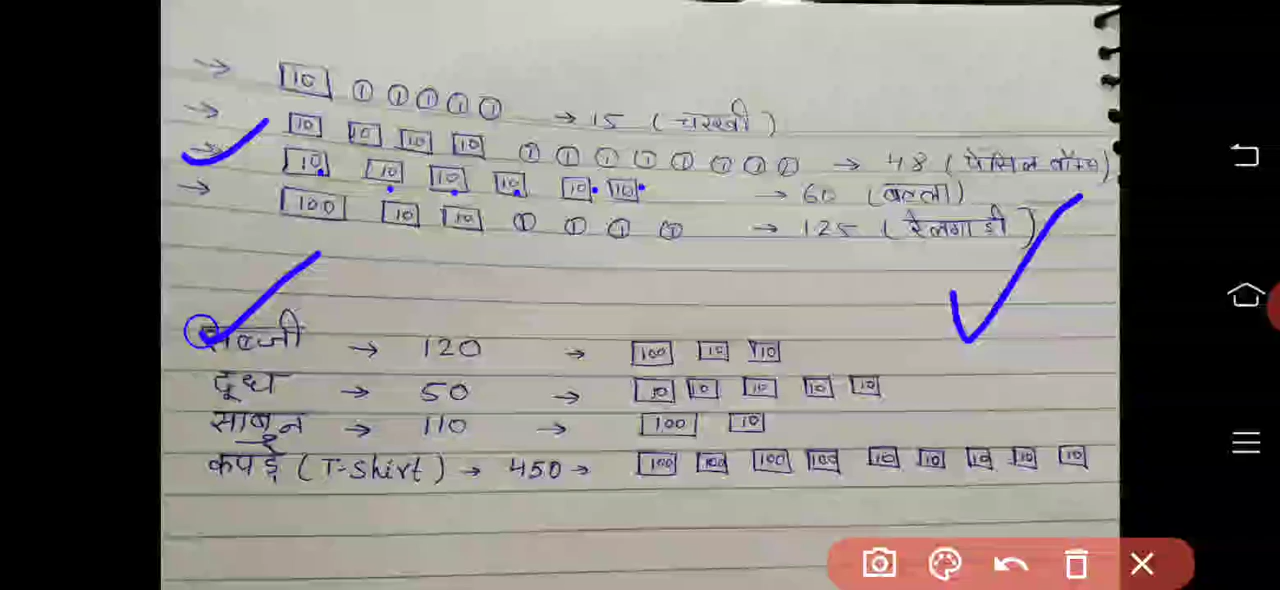 → 10 1 1 1 1 1 → 15 (चरखी)
→ 10 10 10 10 1 1 1 1 1 1 1 1 → 48 (पेंसिल बॉक्स)
→ 10 10 10 10 10 10 → 60 (बल्ला)
→ 100 10 10 1 1 1 1 → 125 (रेलगाडी)
सब्जी → 120 → 100 10 10
दूध → 50 → 10 10 10 10 10
साबुन → 110 → 100 10
कपड़े (T-Shirt) → 450 → 100 100 100 100 10 10 10 10 10